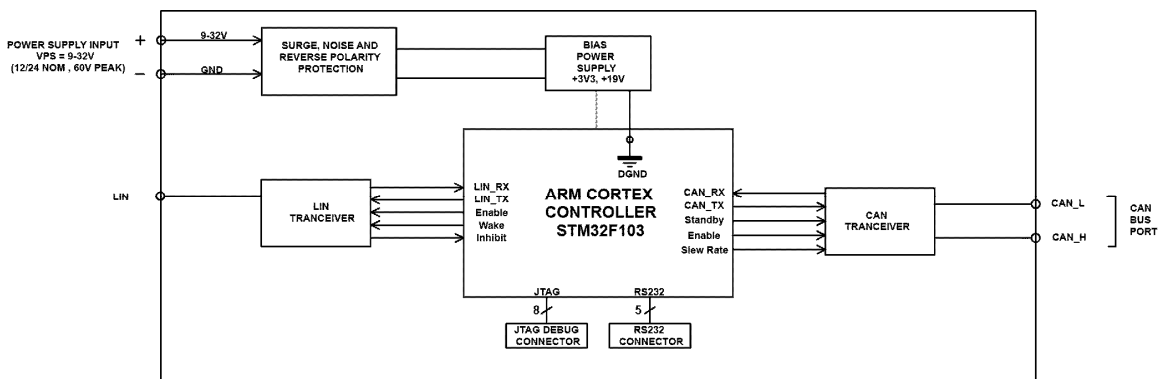 POWER SUPPLY INPUT
VPS = 9-32V
(12/24 NOM , 60V PEAK)
+
9-32V
−
GND
SURGE, NOISE AND
REVERSE POLARITY
PROTECTION
BIAS
POWER
SUPPLY
+3V3, +19V
DGND
LIN
LIN
TRANCEIVER
LIN_RX
LIN_TX
Enable
Wake
Inhibit
ARM CORTEX
CONTROLLER
STM32F103
CAN_RX
CAN_TX
Standby
Enable
Slew Rate
CAN
TRANCEIVER
CAN_L
CAN_H
CAN
BUS
PORT
JTAG
8
JTAG DEBUG
CONNECTOR
RS232
5
RS232
CONNECTOR